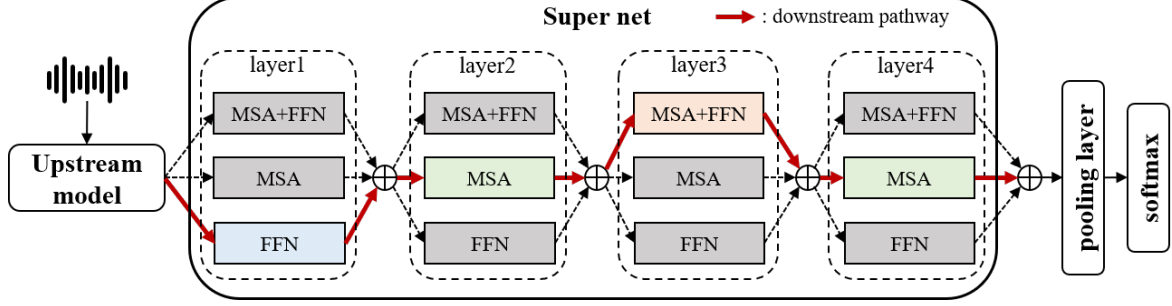 Super net
: downstream pathway
Upstream
model
layer1
MSA+FFN
MSA
FFN
layer2
MSA+FFN
MSA
FFN
layer3
MSA+FFN
MSA
FFN
layer4
MSA+FFN
MSA
FFN
pooling layer
softmax